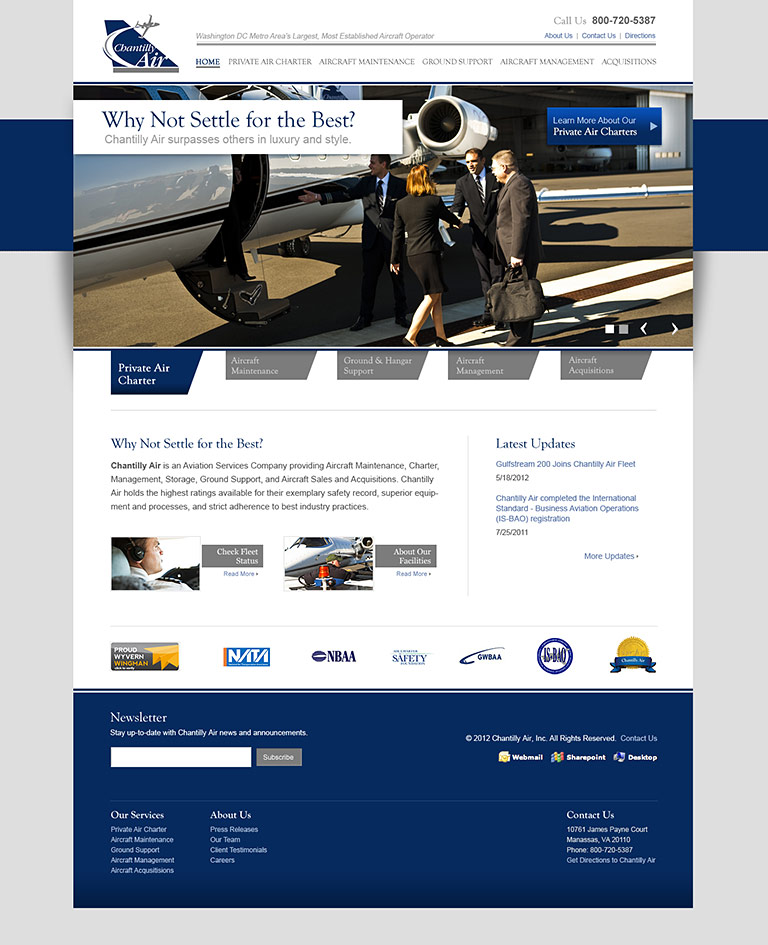 Chantilly
Air
Call Us 800-720-5387
Washington DC Metro Area's Largest, Most Established Aircraft Operator
About Us | Contact Us | Directions
HOME PRIVATE AIR CHARTER AIRCRAFT MAINTENANCE GROUND SUPPORT AIRCRAFT MANAGEMENT ACQUISITIONS
Why Not Settle for the Best?
Chantilly Air surpasses others in luxury and style.
Learn More About Our
Private Air Charters
Private Air
Charter
Aircraft
Maintenance
Ground & Hangar
Support
Aircraft
Management
Aircraft
Acquisitions
Why Not Settle for the Best?
Chantilly Air is an Aviation Services Company providing Aircraft Maintenance, Charter,
Management, Storage, Ground Support, and Aircraft Sales and Acquisitions. Chantilly
Air holds the highest ratings available for their exemplary safety record, superior equip-
ment and processes, and strict adherence to best industry practices.
Check Fleet
Status
Read More
About Our
Facilities
Read More
Latest Updates
Gulfstream 200 Joins Chantilly Air Fleet
5/18/2012
Chantilly Air completed the International
Standard - Business Aviation Operations
(IS-BAO) registration
7/25/2011
More Updates
PROUD
WYVERN
WINGMAN
click to verify
NATA
NBAA
AIR CHARTER
SAFETY
FOUNDATION
GWBAA
IS-BAO
Chantilly Air
Newsletter
Stay up-to-date with Chantilly Air news and announcements.
Subscribe
© 2012 Chantilly Air, Inc. All Rights Reserved. Contact Us
Webmail Sharepoint Desktop
Our Services
Private Air Charter
Aircraft Maintenance
Ground Support
Aircraft Management
Aircraft Acqusitisions
About Us
Press Releases
Our Team
Client Testimonials
Careers
Contact Us
10761 James Payne Court
Manassas, VA 20110
Phone: 800-720-5387
Get Directions to Chantilly Air